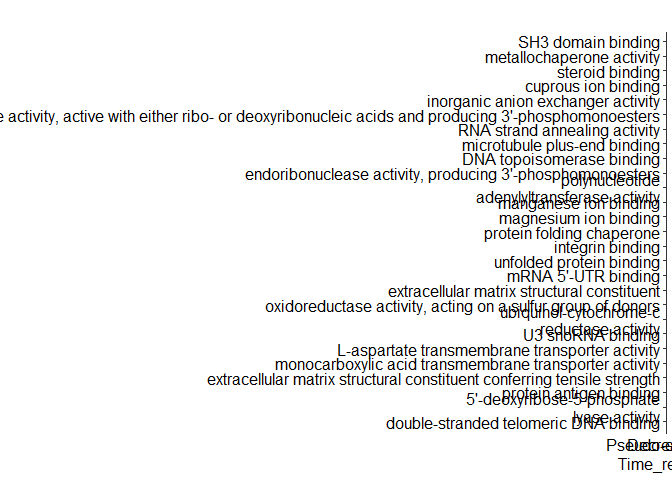 SH3 domain binding
metallochaperone activity
steroid binding
cuprous ion binding
inorganic anion exchanger activity
activity, active with either ribo- or deoxyribonucleic acids and producing 3'-phosphomonoesters
RNA strand annealing activity
microtubule plus-end binding
DNA topoisomerase binding
endoribonuclease activity, producing 3'-phosphomonoesters
polynucleotide
adenylyltransferase activity
manganese ion binding
magnesium ion binding
protein folding chaperone
integrin binding
unfolded protein binding
mRNA 5'-UTR binding
extracellular matrix structural constituent
oxidoreductase activity, acting on a sulfur group of donors
ubiquinol-cytochrome-c
reductase activity
U3 snoRNA binding
L-aspartate transmembrane transporter activity
monocarboxylic acid transmembrane transporter activity
extracellular matrix structural constituent conferring tensile strength
protein antigen binding
5'-deoxyribose-5-phosphate
lyase activity
double-stranded telomeric DNA binding
Time_re